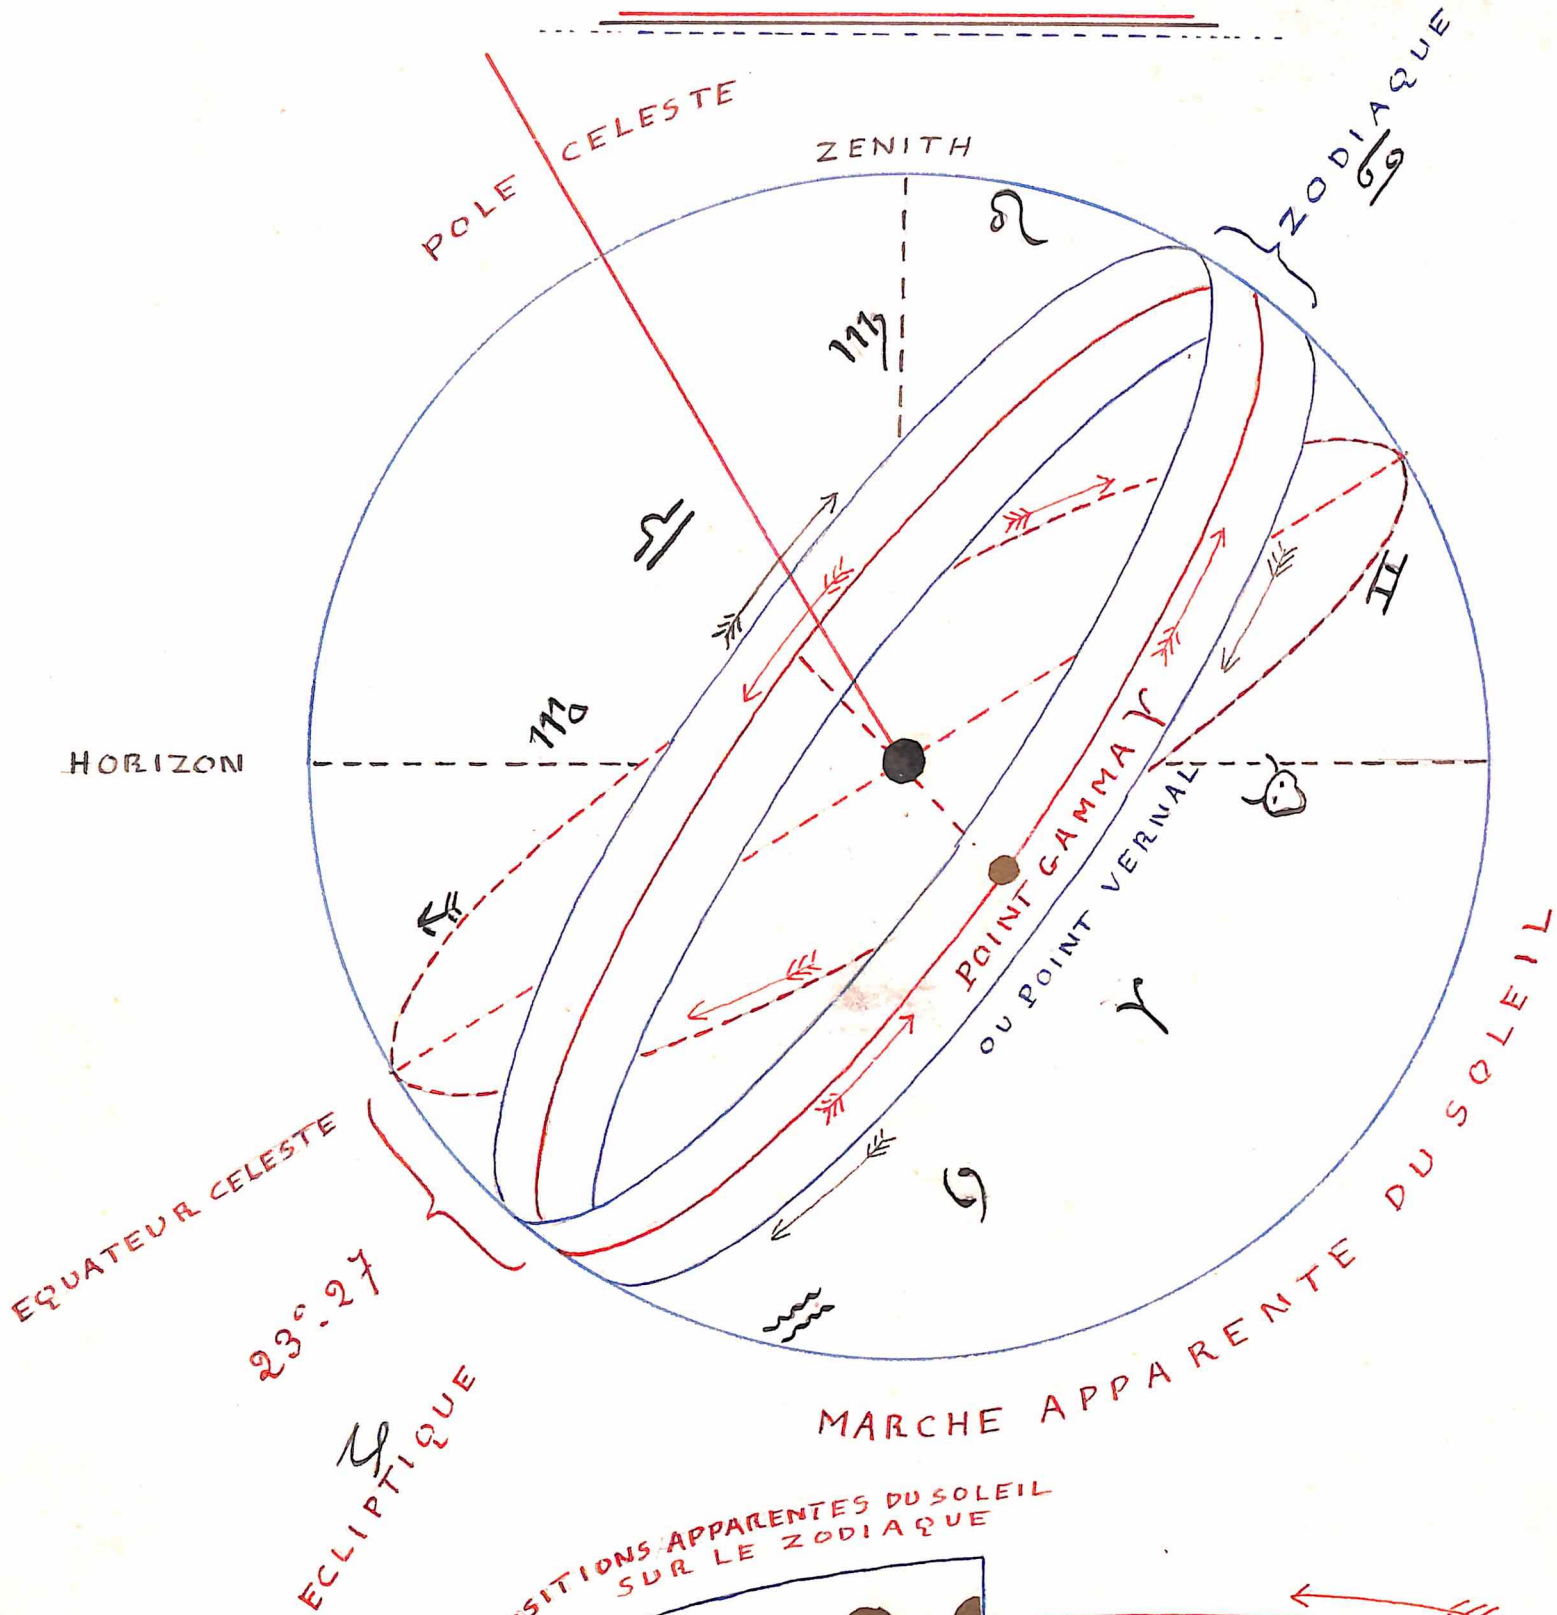 POLE CELESTE
ZENITH
ZODIAQUE
♋
♌
♍
♎
♊
HORIZON
♏
♉
POINT GAMMA ♈
OU POINT VERNAL
♐
♈
EQUATEUR CELESTE
23°.27
♒
ECLIPTIQUE
MARCHE APPARENTE DU SOLEIL
SITIONS APPARENTES DU SOLEIL
SUR LE ZODIAQUE